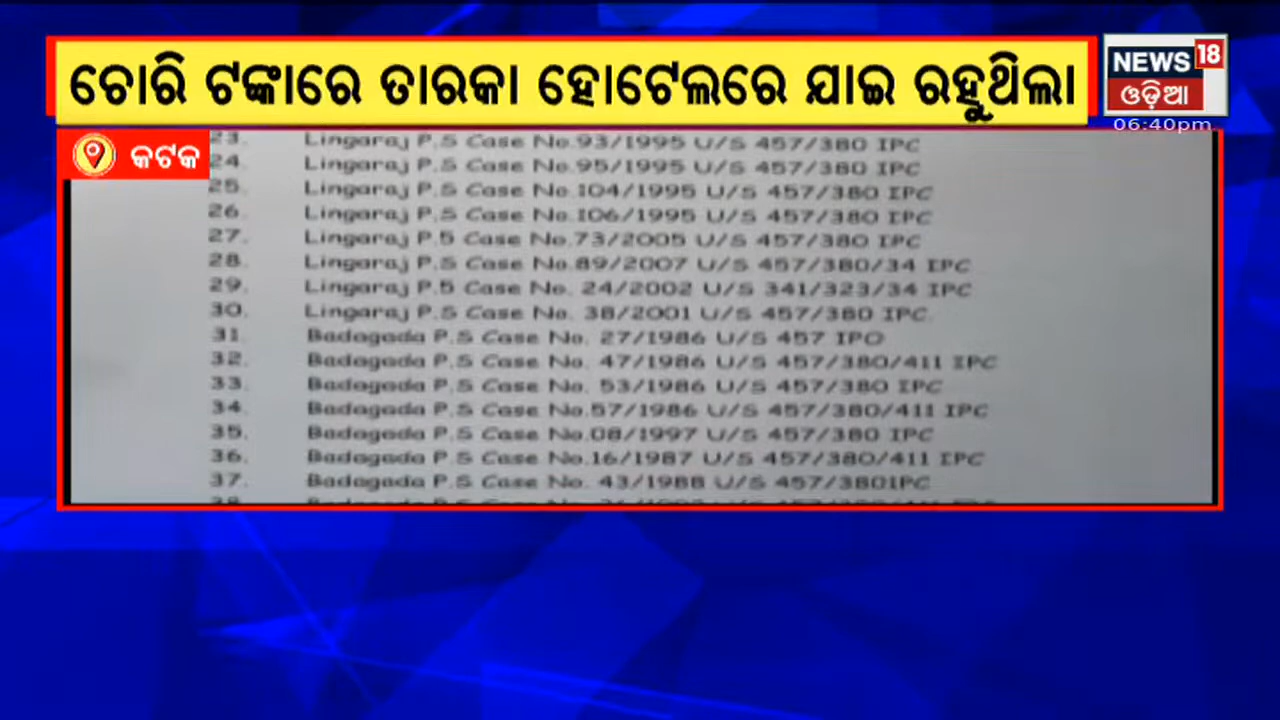 ଚୋରି ଟଙ୍କାରେ ତାରକା ହୋଟେଲରେ ଯାଇ ରହୁଥିଲା
NEWS 18
ଓଡ଼ିଆ
06:40pm
କଟକ
23. Lingaraj P.S Case No.93/1995 U/S 457/380 IPC
24. Lingaraj P.S Case No.95/1995 U/S 457/380 IPC
25. Lingaraj P.S Case No.104/1995 U/S 457/380 IPC
26. Lingaraj P.S Case No.106/1995 U/S 457/380 IPC
27. Lingaraj P.S Case No.73/2005 U/S 457/380 IPC
28. Lingaraj P.S Case No.89/2007 U/S 457/380/34 IPC
29. Lingaraj P.S Case No. 24/2002 U/S 341/323/34 IPC
30. Lingaraj P.S Case No. 38/2001 U/S 457/380 IPC.
31. Badagada P.S Case No. 27/1986 U/S 457 IPO
32. Badagada P.S Case No. 47/1986 U/S 457/380/411 IPC
33. Badagada P.S Case No. 53/1986 U/S 457/380 IPC
34. Badagada P.S Case No.57/1986 U/S 457/380/411 IPC
35. Badagada P.S Case No.08/1997 U/S 457/380 IPC
36. Badagada P.S Case No.16/1987 U/S 457/380/411 IPC
37. Badagada P.S Case No. 43/1988 U/S 457/3801PC